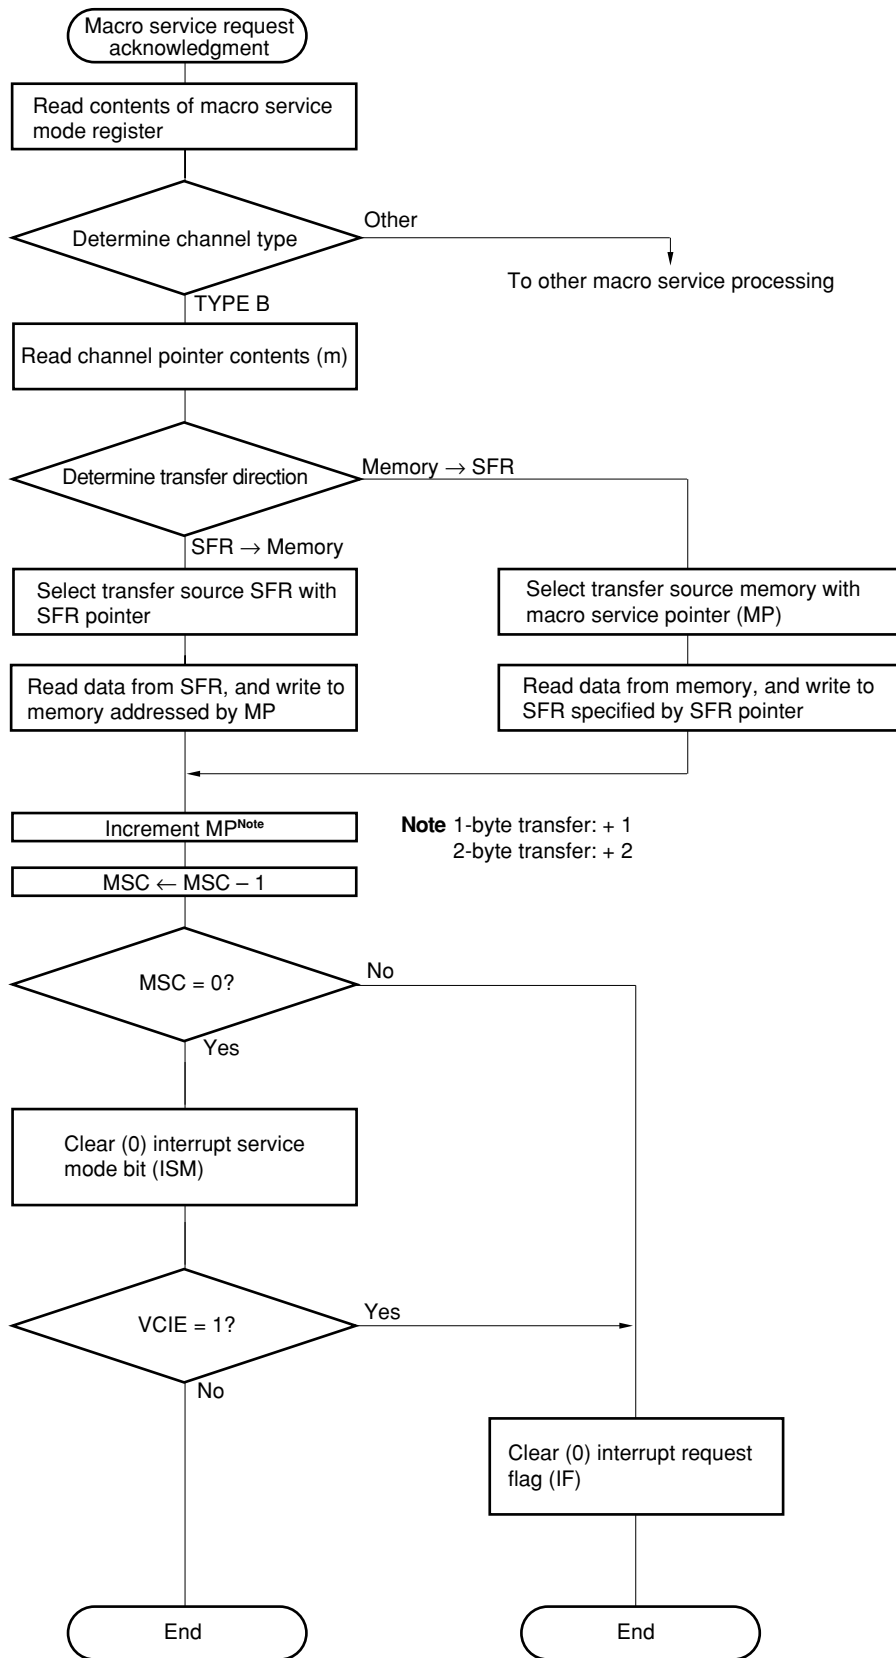 Macro service request
acknowledgment
Read contents of macro service
mode register
Determine channel type
Other
To other macro service processing
TYPE B
Read channel pointer contents (m)
Determine transfer direction
Memory → SFR
SFR → Memory
Select transfer source SFR with
SFR pointer
Select transfer source memory with
macro service pointer (MP)
Read data from SFR, and write to
memory addressed by MP
Read data from memory, and write to
SFR specified by SFR pointer
Increment MPNote
Note 1-byte transfer: + 1
2-byte transfer: + 2
MSC ← MSC – 1
MSC = 0?
No
Yes
Clear (0) interrupt service
mode bit (ISM)
VCIE = 1?
Yes
No
Clear (0) interrupt request
flag (IF)
End
End